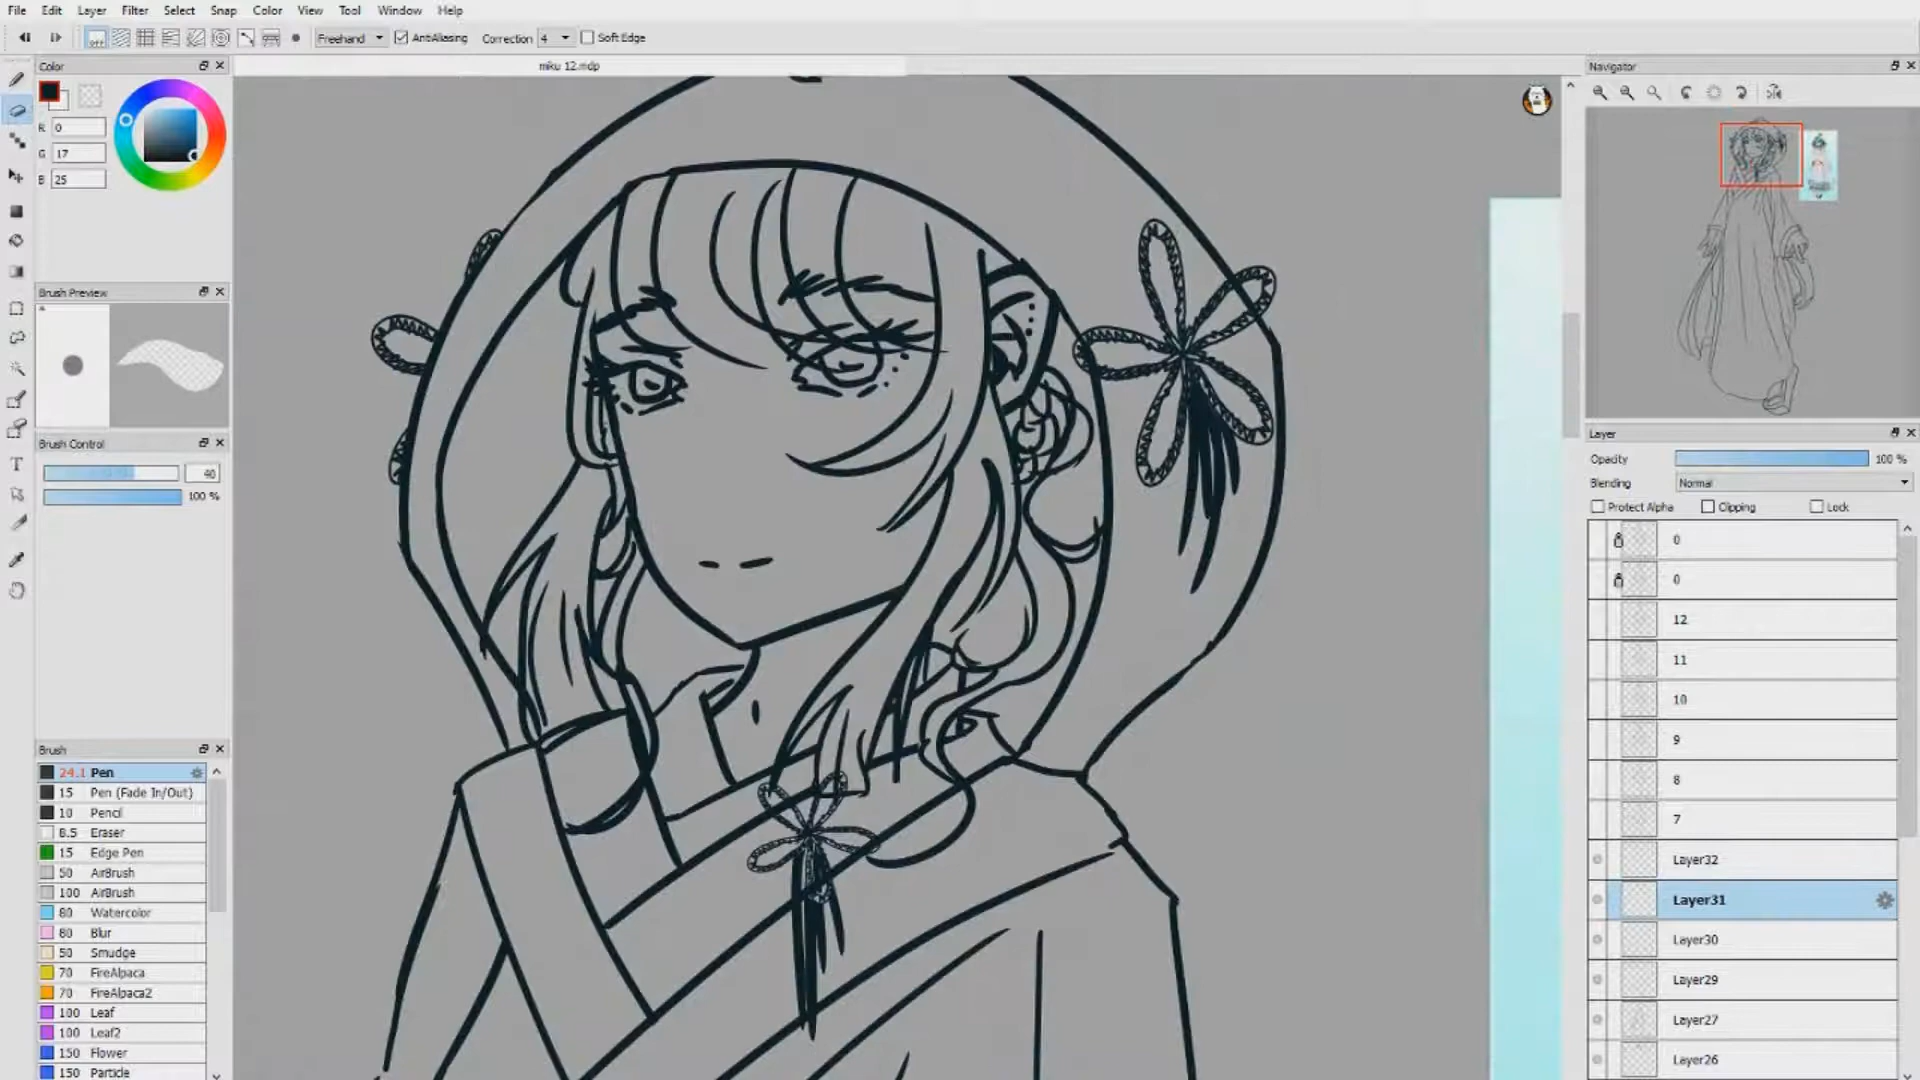 File Edit Layer Filter Select Snap Color View Tool Window Help
OFF Freehand AntiAliasing Correction 4 Soft Edge
Color
miku 12.mdp
Navigator
R 0
G 17
B 25
Brush Preview
Brush Control
40
100 %
Brush
24.1 Pen
15 Pen (Fade In/Out)
10 Pencil
8.5 Eraser
15 Edge Pen
50 AirBrush
100 AirBrush
80 Watercolor
80 Blur
50 Smudge
70 FireAlpaca
70 FireAlpaca2
100 Leaf
100 Leaf2
150 Flower
150 Particle
Layer
Opacity 100 %
Blending Normal
Protect Alpha Clipping Lock
0
0
12
11
10
9
8
7
Layer32
Layer31
Layer30
Layer29
Layer27
Layer26